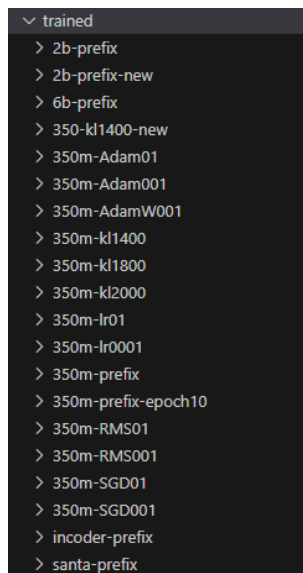 trained
2b-prefix
2b-prefix-new
6b-prefix
350-kl1400-new
350m-Adam01
350m-Adam001
350m-AdamW001
350m-kl1400
350m-kl1800
350m-kl2000
350m-lr01
350m-lr0001
350m-prefix
350m-prefix-epoch10
350m-RMS01
350m-RMS001
350m-SGD01
350m-SGD001
incoder-prefix
santa-prefix